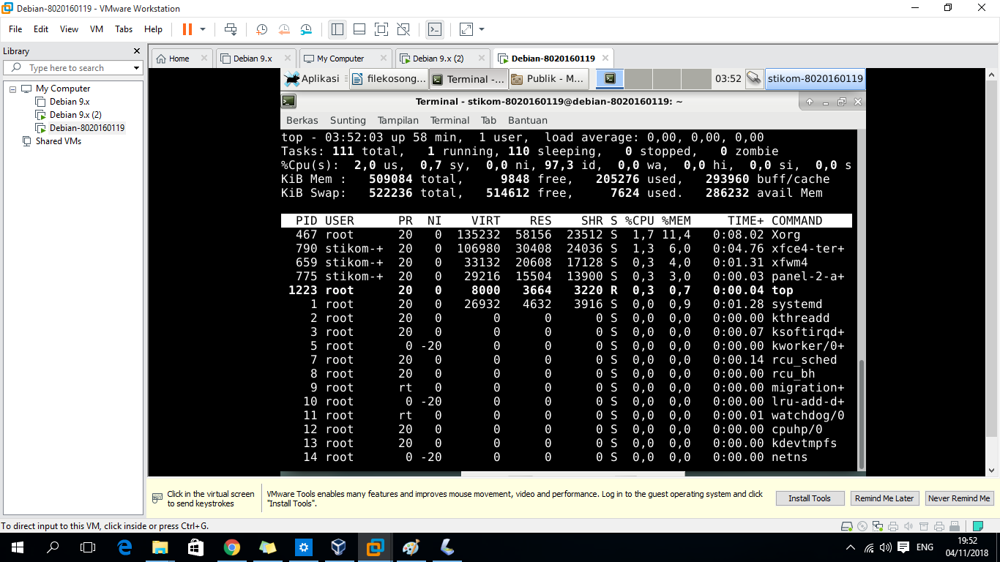 Debian-8020160119 - VMware Workstation
File Edit View VM Tabs Help
Library
Type here to search
My Computer
Debian 9.x
Debian 9.x (2)
Debian-8020160119
Shared VMs
Home
Debian 9.x
My Computer
Debian 9.x (2)
Debian-8020160119
Aplikasi filekosong... Terminal -... Publik - M... 03:52 stikom-8020160119
Terminal - stikom-8020160119@debian-8020160119: ~
Berkas Sunting Tampilan Terminal Tab Bantuan
top - 03:52:03 up 58 min, 1 user, load average: 0,00, 0,00, 0,00
Tasks: 111 total, 1 running, 110 sleeping, 0 stopped, 0 zombie
%Cpu(s): 2,0 us, 0,7 sy, 0,0 ni, 97,3 id, 0,0 wa, 0,0 hi, 0,0 si, 0,0 s
KiB Mem : 509084 total, 9848 free, 205276 used, 293960 buff/cache
KiB Swap: 522236 total, 514612 free, 7624 used. 286232 avail Mem
PID USER PR NI VIRT RES SHR S %CPU %MEM TIME+ COMMAND
467 root 20 0 135232 58156 23512 S 1,7 11,4 0:08.02 Xorg
790 stikom-+ 20 0 106980 30408 24036 S 1,3 6,0 0:04.76 xfce4-ter+
659 stikom-+ 20 0 33132 20608 17128 S 0,3 4,0 0:01.31 xfwm4
775 stikom-+ 20 0 29216 15504 13900 S 0,3 3,0 0:00.03 panel-2-a+
1223 root 20 0 8000 3664 3220 R 0,3 0,7 0:00.04 top
1 root 20 0 26932 4632 3916 S 0,0 0,9 0:01.28 systemd
2 root 20 0 0 0 0 S 0,0 0,0 0:00.00 kthreadd
3 root 20 0 0 0 0 S 0,0 0,0 0:00.07 ksoftirqd+
5 root 0 -20 0 0 0 S 0,0 0,0 0:00.00 kworker/0+
7 root 20 0 0 0 0 S 0,0 0,0 0:00.14 rcu_sched
8 root 20 0 0 0 0 S 0,0 0,0 0:00.00 rcu_bh
9 root rt 0 0 0 0 S 0,0 0,0 0:00.00 migration+
10 root 0 -20 0 0 0 S 0,0 0,0 0:00.00 lru-add-d+
11 root rt 0 0 0 0 S 0,0 0,0 0:00.01 watchdog/0
12 root 20 0 0 0 0 S 0,0 0,0 0:00.00 cpuhp/0
13 root 20 0 0 0 0 S 0,0 0,0 0:00.00 kdevtmpfs
14 root 0 -20 0 0 0 S 0,0 0,0 0:00.00 netns
Click in the virtual screen
to send keystrokes
VMware Tools enables many features and improves mouse movement, video and performance. Log in to the guest operating system and click
"Install Tools".
Install Tools
Remind Me Later
Never Remind Me
To direct input to this VM, click inside or press Ctrl+G.
ENG
19:52
04/11/2018